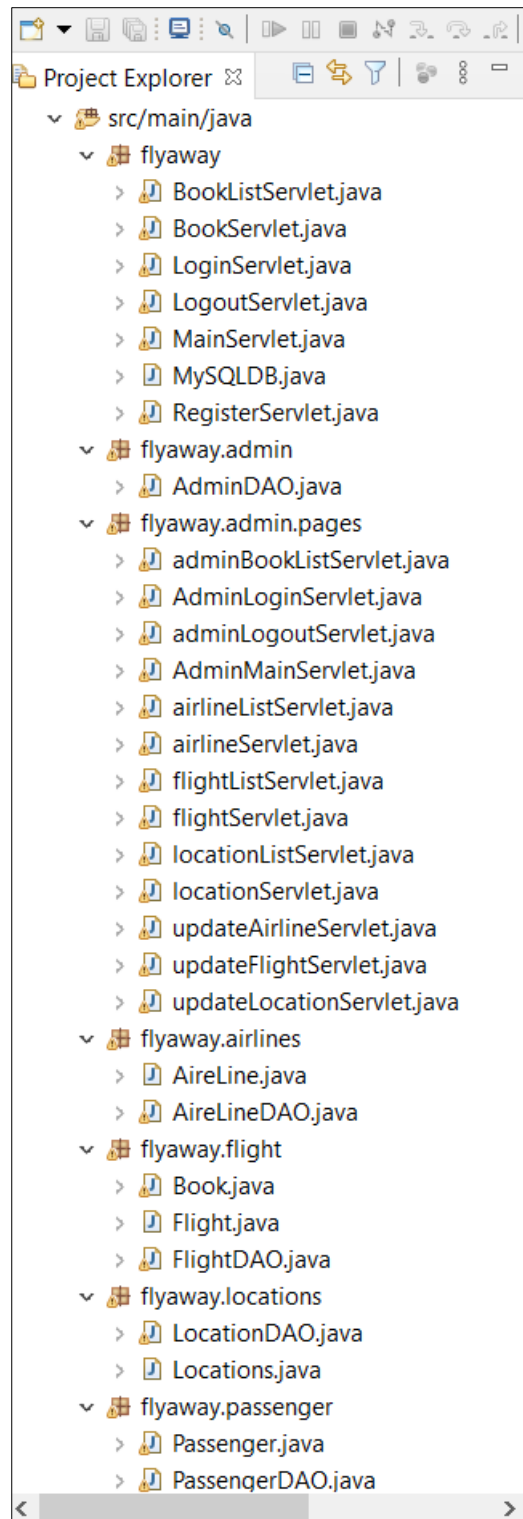 Project Explorer
src/main/java
flyaway
BookListServlet.java
BookServlet.java
LoginServlet.java
LogoutServlet.java
MainServlet.java
MySQLDB.java
RegisterServlet.java
flyaway.admin
AdminDAO.java
flyaway.admin.pages
adminBookListServlet.java
AdminLoginServlet.java
adminLogoutServlet.java
AdminMainServlet.java
airlineListServlet.java
airlineServlet.java
flightListServlet.java
flightServlet.java
locationListServlet.java
locationServlet.java
updateAirlineServlet.java
updateFlightServlet.java
updateLocationServlet.java
flyaway.airlines
AireLine.java
AireLineDAO.java
flyaway.flight
Book.java
Flight.java
FlightDAO.java
flyaway.locations
LocationDAO.java
Locations.java
flyaway.passenger
Passenger.java
PassengerDAO.java